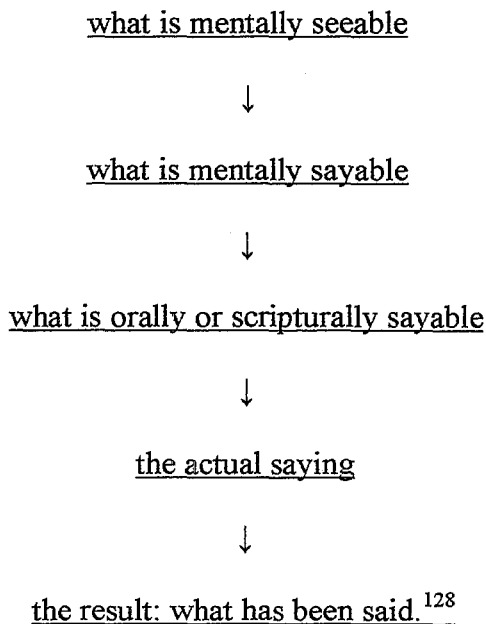 what is mentally seeable
↓
what is mentally sayable
↓
what is orally or scripturally sayable
↓
the actual saying
↓
the result: what has been said.128